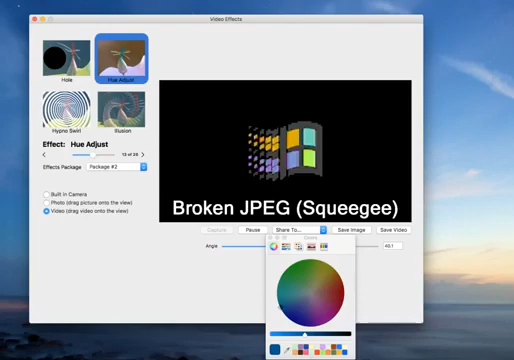 Video Effects
Hole
Hue Adjust
Hypno Swirl
Illusion
Effect: Hue Adjust
13 of 26
Effects Package
Package #2
Built In Camera
Photo (drag picture onto the view)
Video (drag video onto the view)
Broken JPEG (Squeegee)
Capture
Pause
Share To...
Save Image
Save Video
Angle
Colors